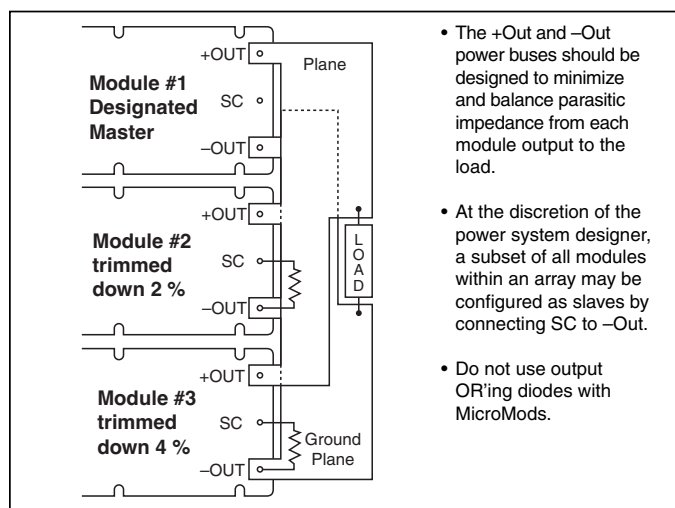 +OUT
Plane
Module #1
Designated
Master
SC
–OUT
+OUT
Module #2
trimmed
down 2 %
SC
–OUT
LOAD
+OUT
Module #3
trimmed
down 4 %
SC
Ground
Plane
–OUT
• The +Out and –Out
power buses should be
designed to minimize
and balance parasitic
impedance from each
module output to the
load.
• At the discretion of the
power system designer,
a subset of all modules
within an array may be
configured as slaves by
connecting SC to –Out.
• Do not use output
OR'ing diodes with
MicroMods.